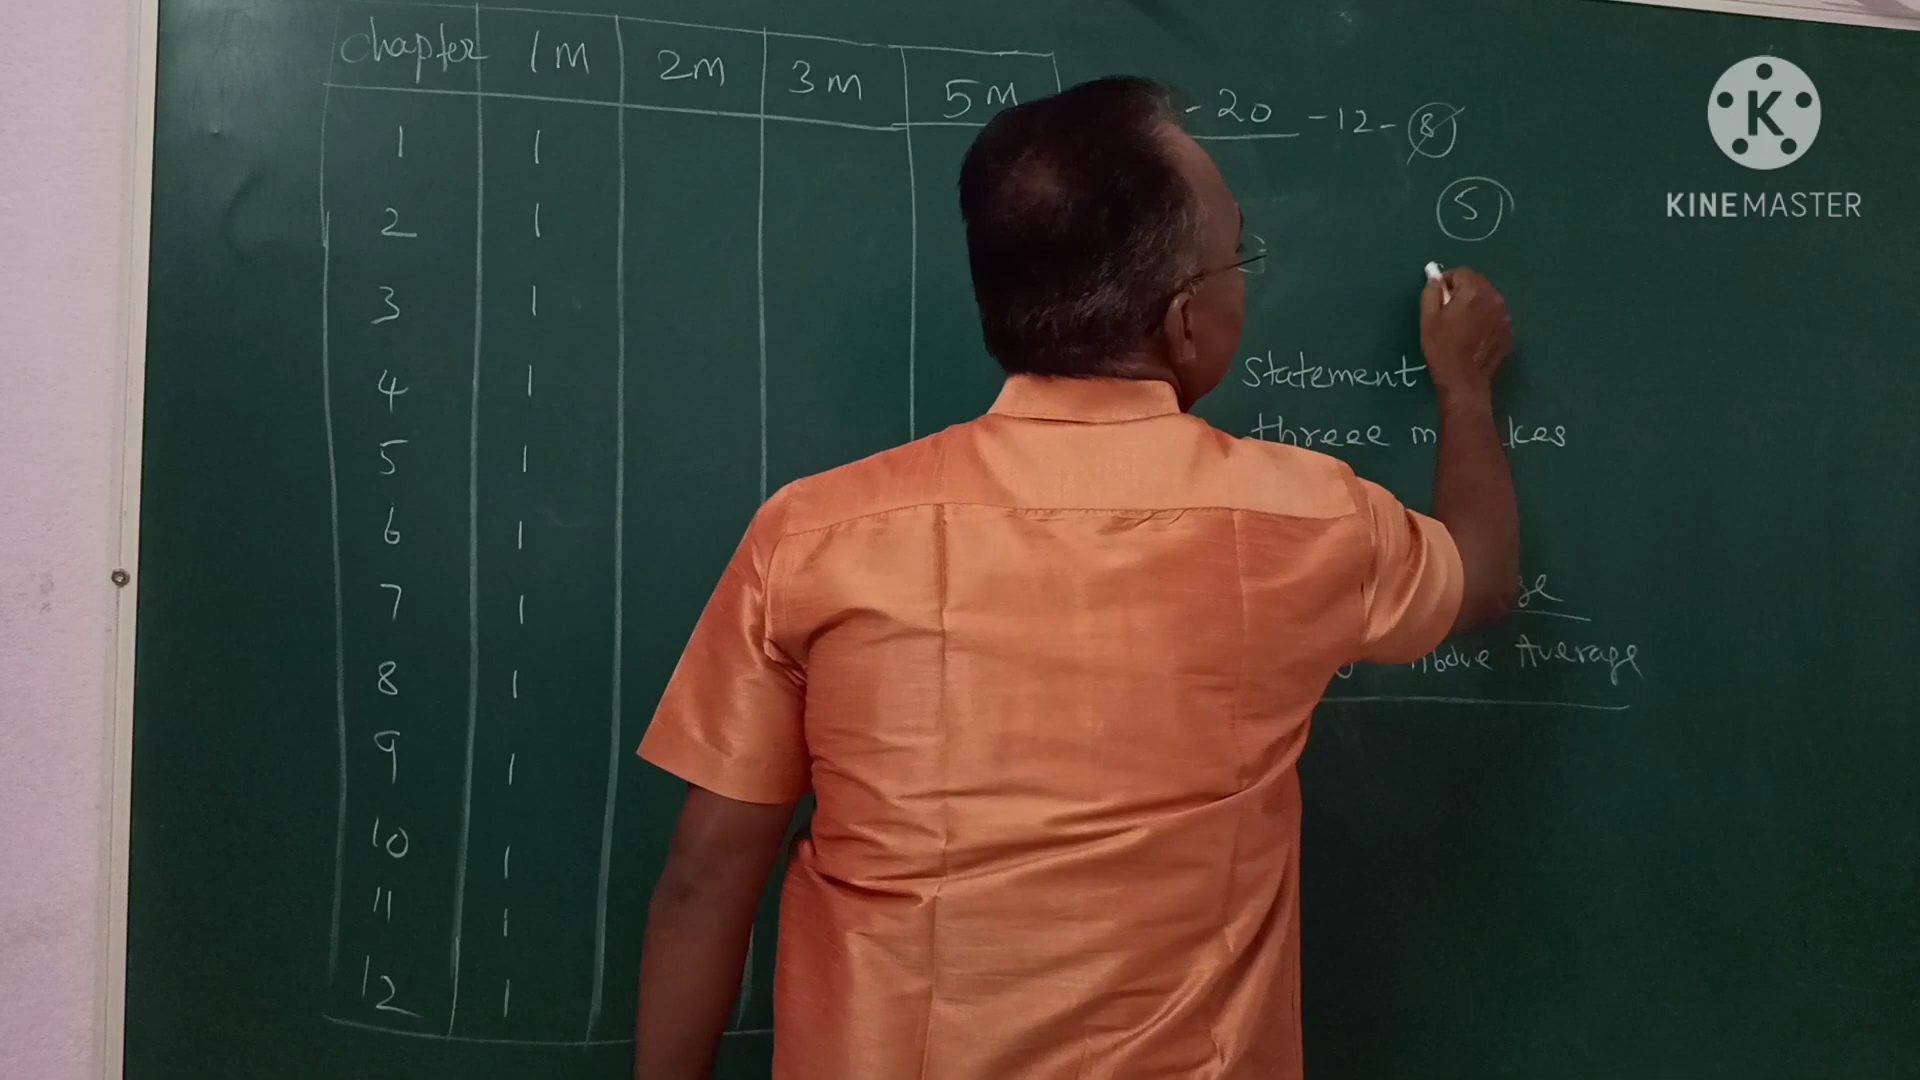 chapter 1M 2M 3M 5M
- 20 - 12 - 8
1 1
5
2 1
3 1
4 1
Statement
threee
5 1
6 1
7 1
8 1
Above Average
9 1
10 1
11 1
12 1
K
KINEMASTER